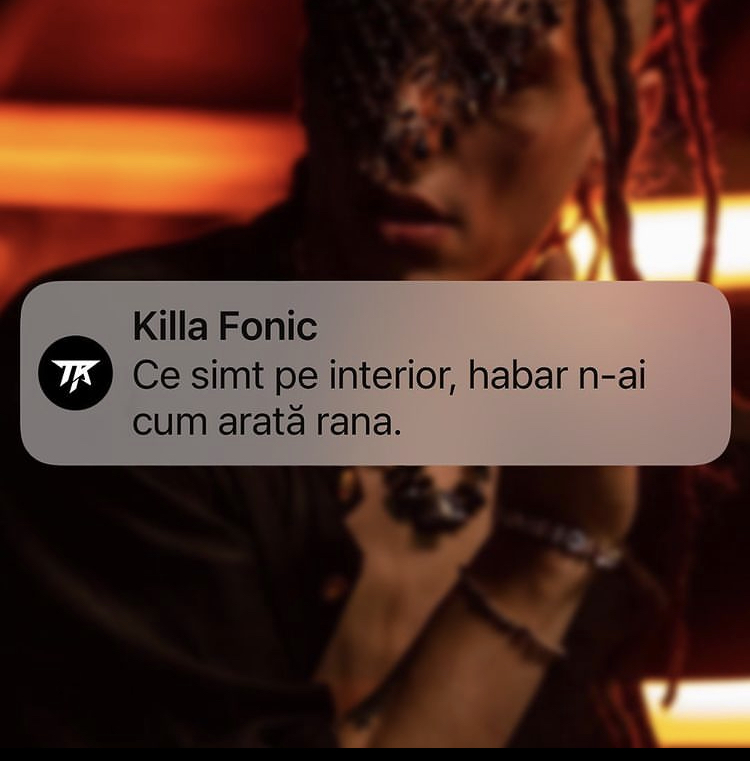 Killa Fonic
Ce simt pe interior, habar n-ai
cum arată rana.